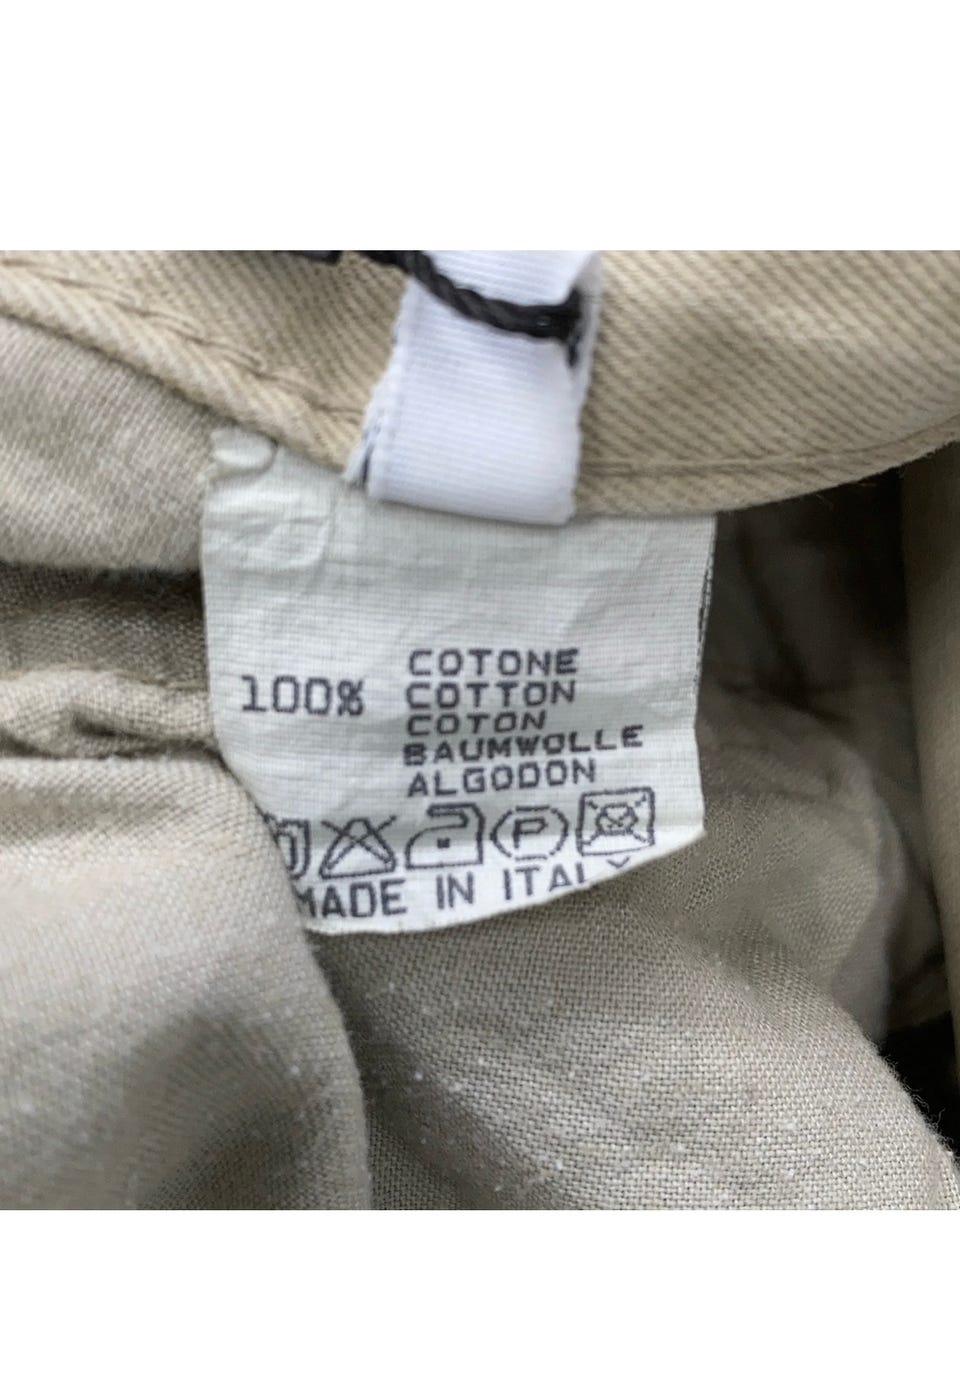 100% COTONE
COTTON
COTON
BAUMWOLLE
ALGODON
P
MADE IN ITALY